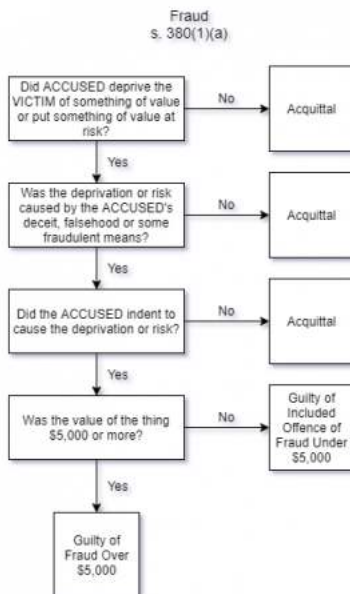 Fraud
s. 380(1)(a)
Did ACCUSED deprive the
VICTIM of something of value
or put something of value at
risk?
No
Acquittal
Yes
Was the deprivation or risk
caused by the ACCUSED's
deceit, falsehood or some
fraudulent means?
No
Acquittal
Yes
Did the ACCUSED indent to
cause the deprivation or risk?
No
Acquittal
Yes
Was the value of the thing
$5,000 or more?
No
Guilty of
Included
Offence of
Fraud Under
$5,000
Yes
Guilty of
Fraud Over
$5,000